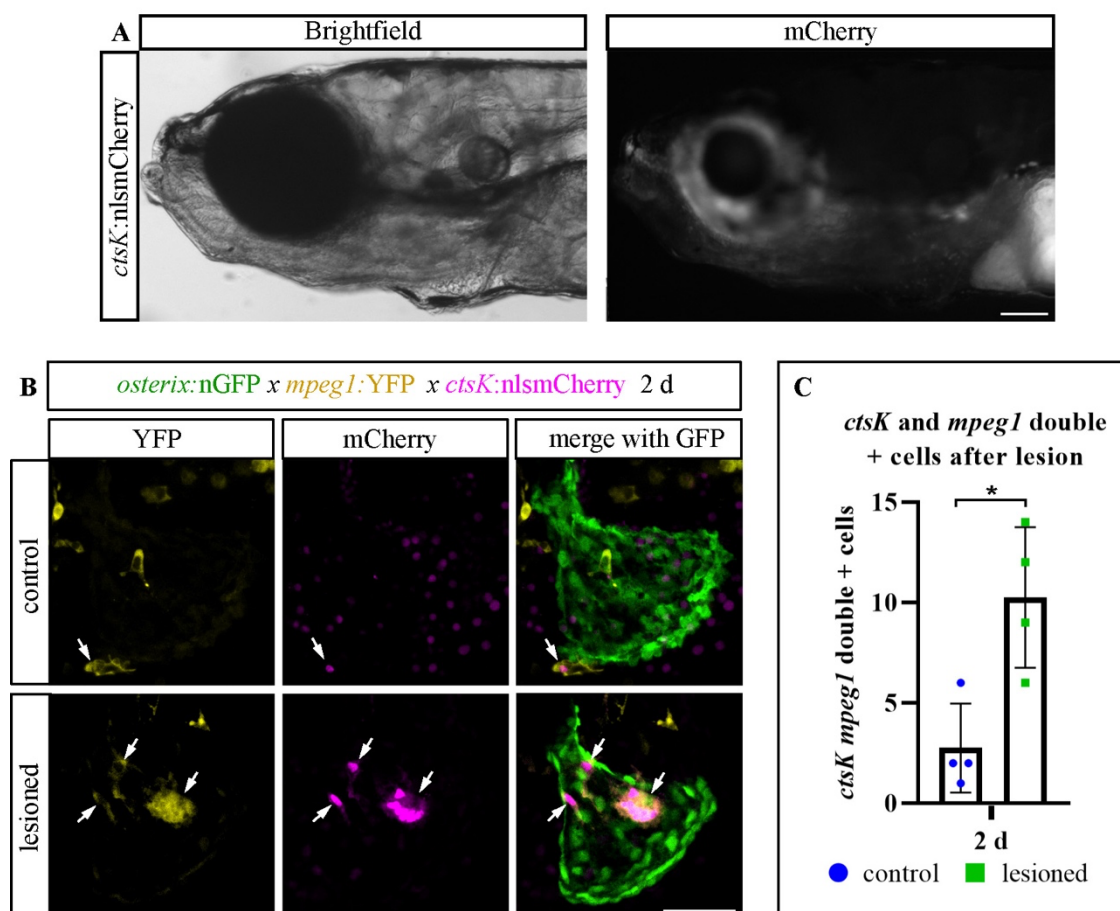 A
Brightfield
mCherry
ctsK:nlsmCherry
B
osterix:nGFP x mpeg1:YFP x ctsK:nlsmCherry 2 d
YFP
mCherry
merge with GFP
control
lesioned
C
ctsK and mpeg1 double
+ cells after lesion
*
15
10
5
0
ctsK mpeg1 double + cells
2 d
control
lesioned